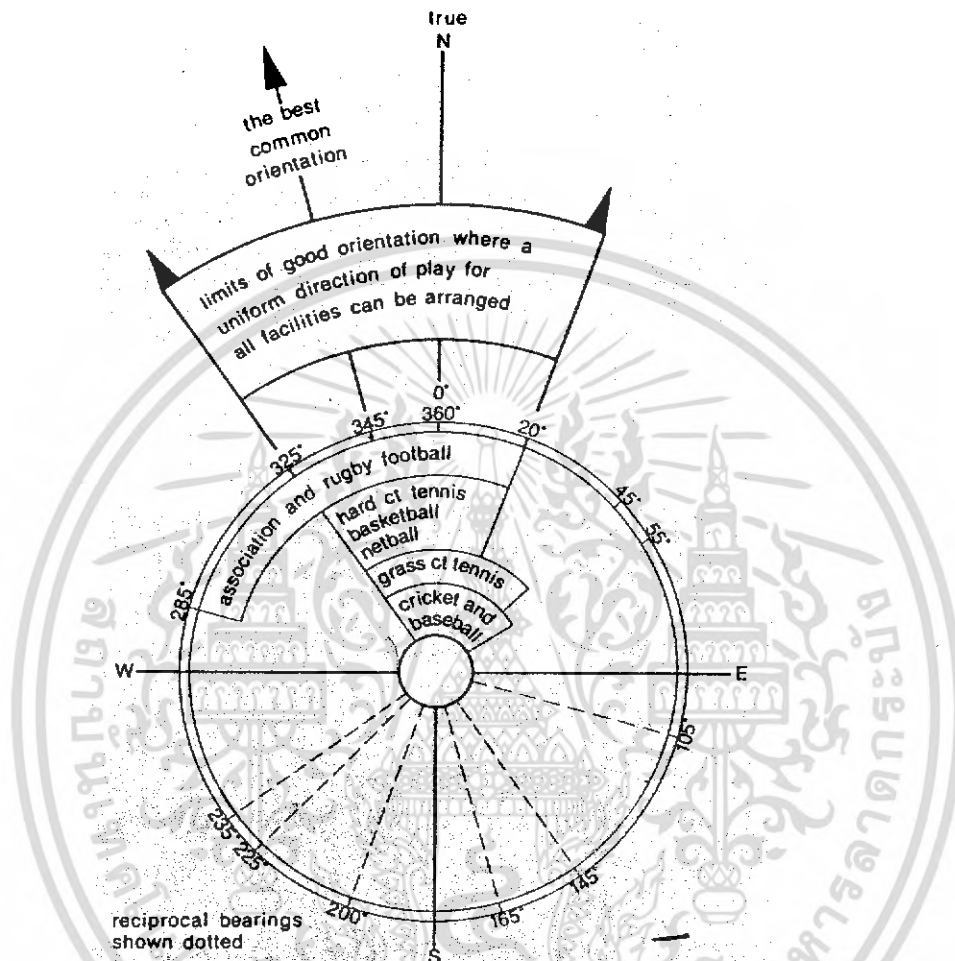 true
N
the best
common
orientation
limits of good orientation where a
uniform direction of play for
all facilities can be arranged
0°
325°
345°
360°
20°
association and rugby football
hard ct tennis
basketball
netball
grass ct tennis
cricket and
baseball
45°
55°
285°
W
E
105°
235°
225°
200°
165°
145°
S
reciprocal bearings
shown dotted